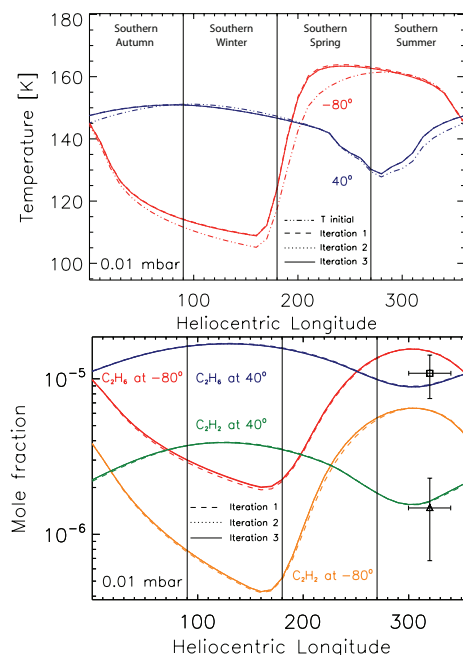 Southern Autumn
Southern Winter
Southern Spring
Southern Summer
Temperature [K]
160
140
120
100
-80°
40°
T initial
Iteration 1
Iteration 2
Iteration 3
0.01 mbar
100 200 300
Heliocentric Longitude
Mole fraction
10⁻⁵
10⁻⁶
C₂H₆ at -80°
C₂H₆ at 40°
C₂H₂ at 40°
Iteration 1
Iteration 2
Iteration 3
C₂H₂ at -80°
0.01 mbar
100 200 300
Heliocentric Longitude